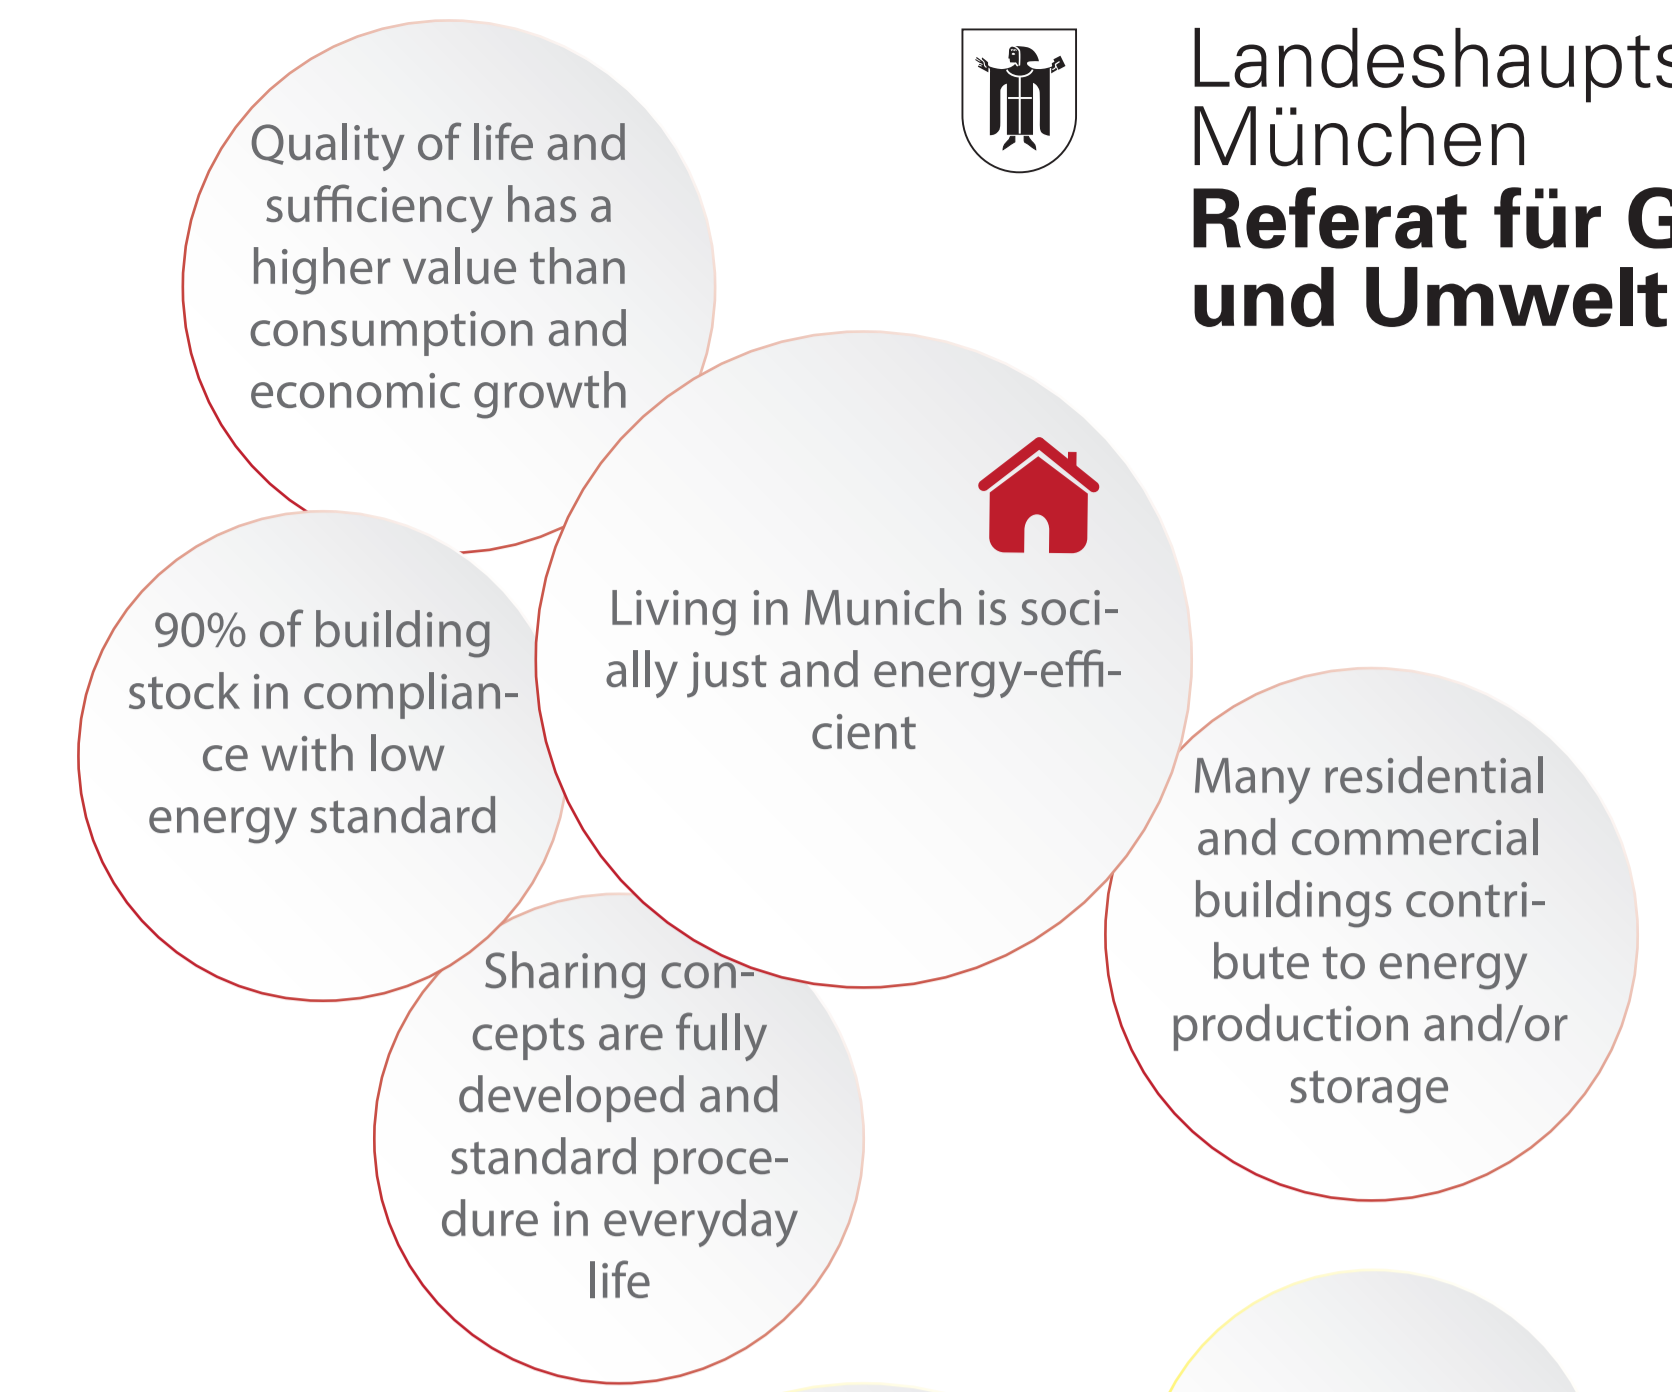 Quality of life and
sufficiency has a
higher value than
consumption and
economic growth
Landeshaupts
München
Referat für G
und Umwelt
Living in Munich is soci-
ally just and energy-effi-
cient
90% of building
stock in complian-
ce with low
energy standard
Many residential
and commercial
buildings contri-
bute to energy
production and/or
storage
Sharing con-
cepts are fully
developed and
standard proce-
dure in everyday
life